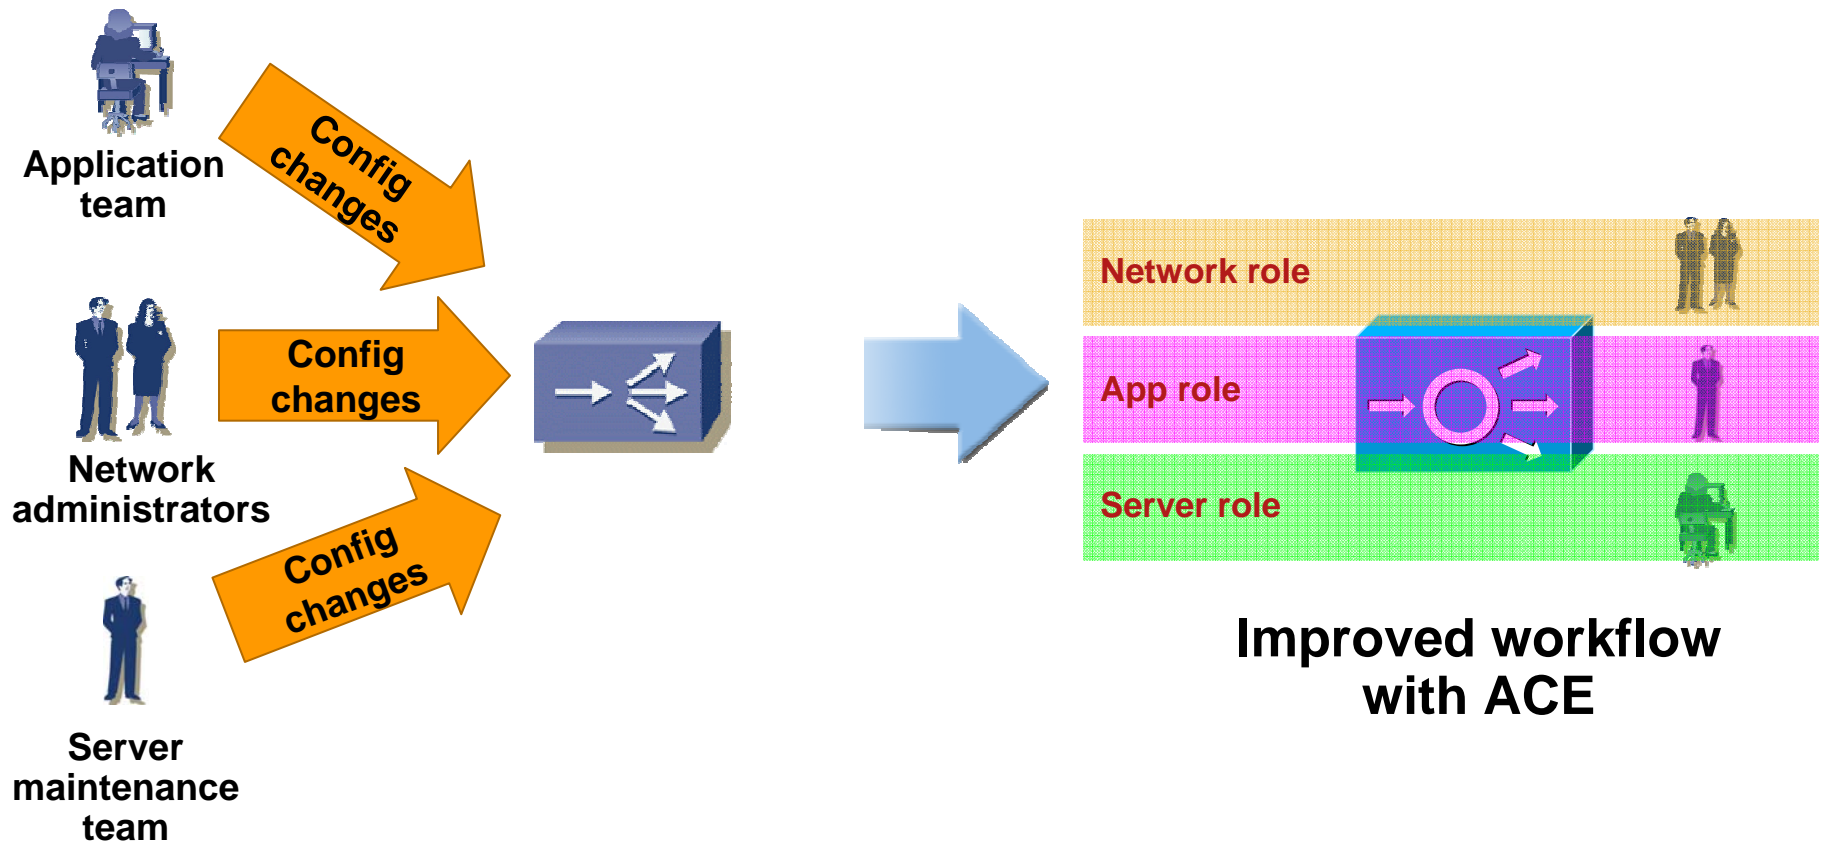 Config
changes
Application
team
Config
changes
Network
administrators
Config
changes
Server
maintenance
team
Network role
App role
Server role
Improved workflow
with ACE